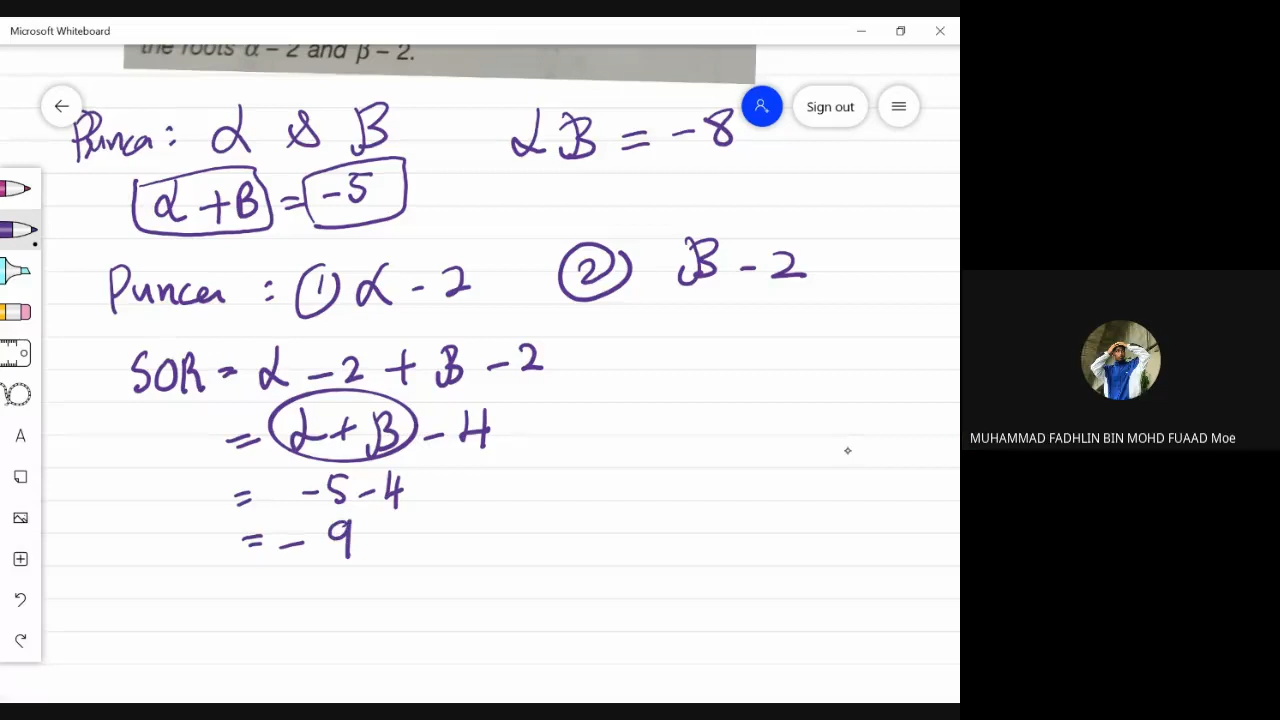 Microsoft Whiteboard
the roots α – 2 and β – 2.
Sign out
Punca: α & β
αβ = -8
α + β = -5
Punca : ① α - 2
② β - 2
SOR = α - 2 + β - 2
= α + β - 4
= -5 - 4
= - 9
A
MUHAMMAD FADHLIN BIN MOHD FUAAD Moe